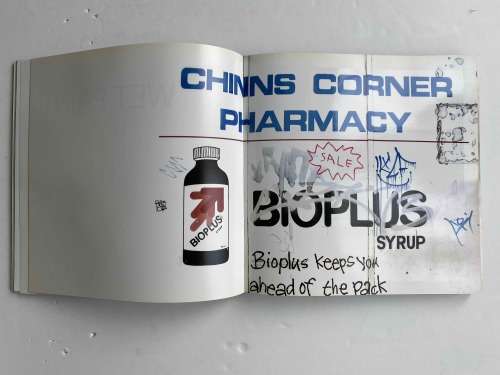 CHINNS CORNER
PHARMACY
SALE
BIOPLUS
BIOPLUS
SYRUP
Bioplus keeps you
ahead of the pack